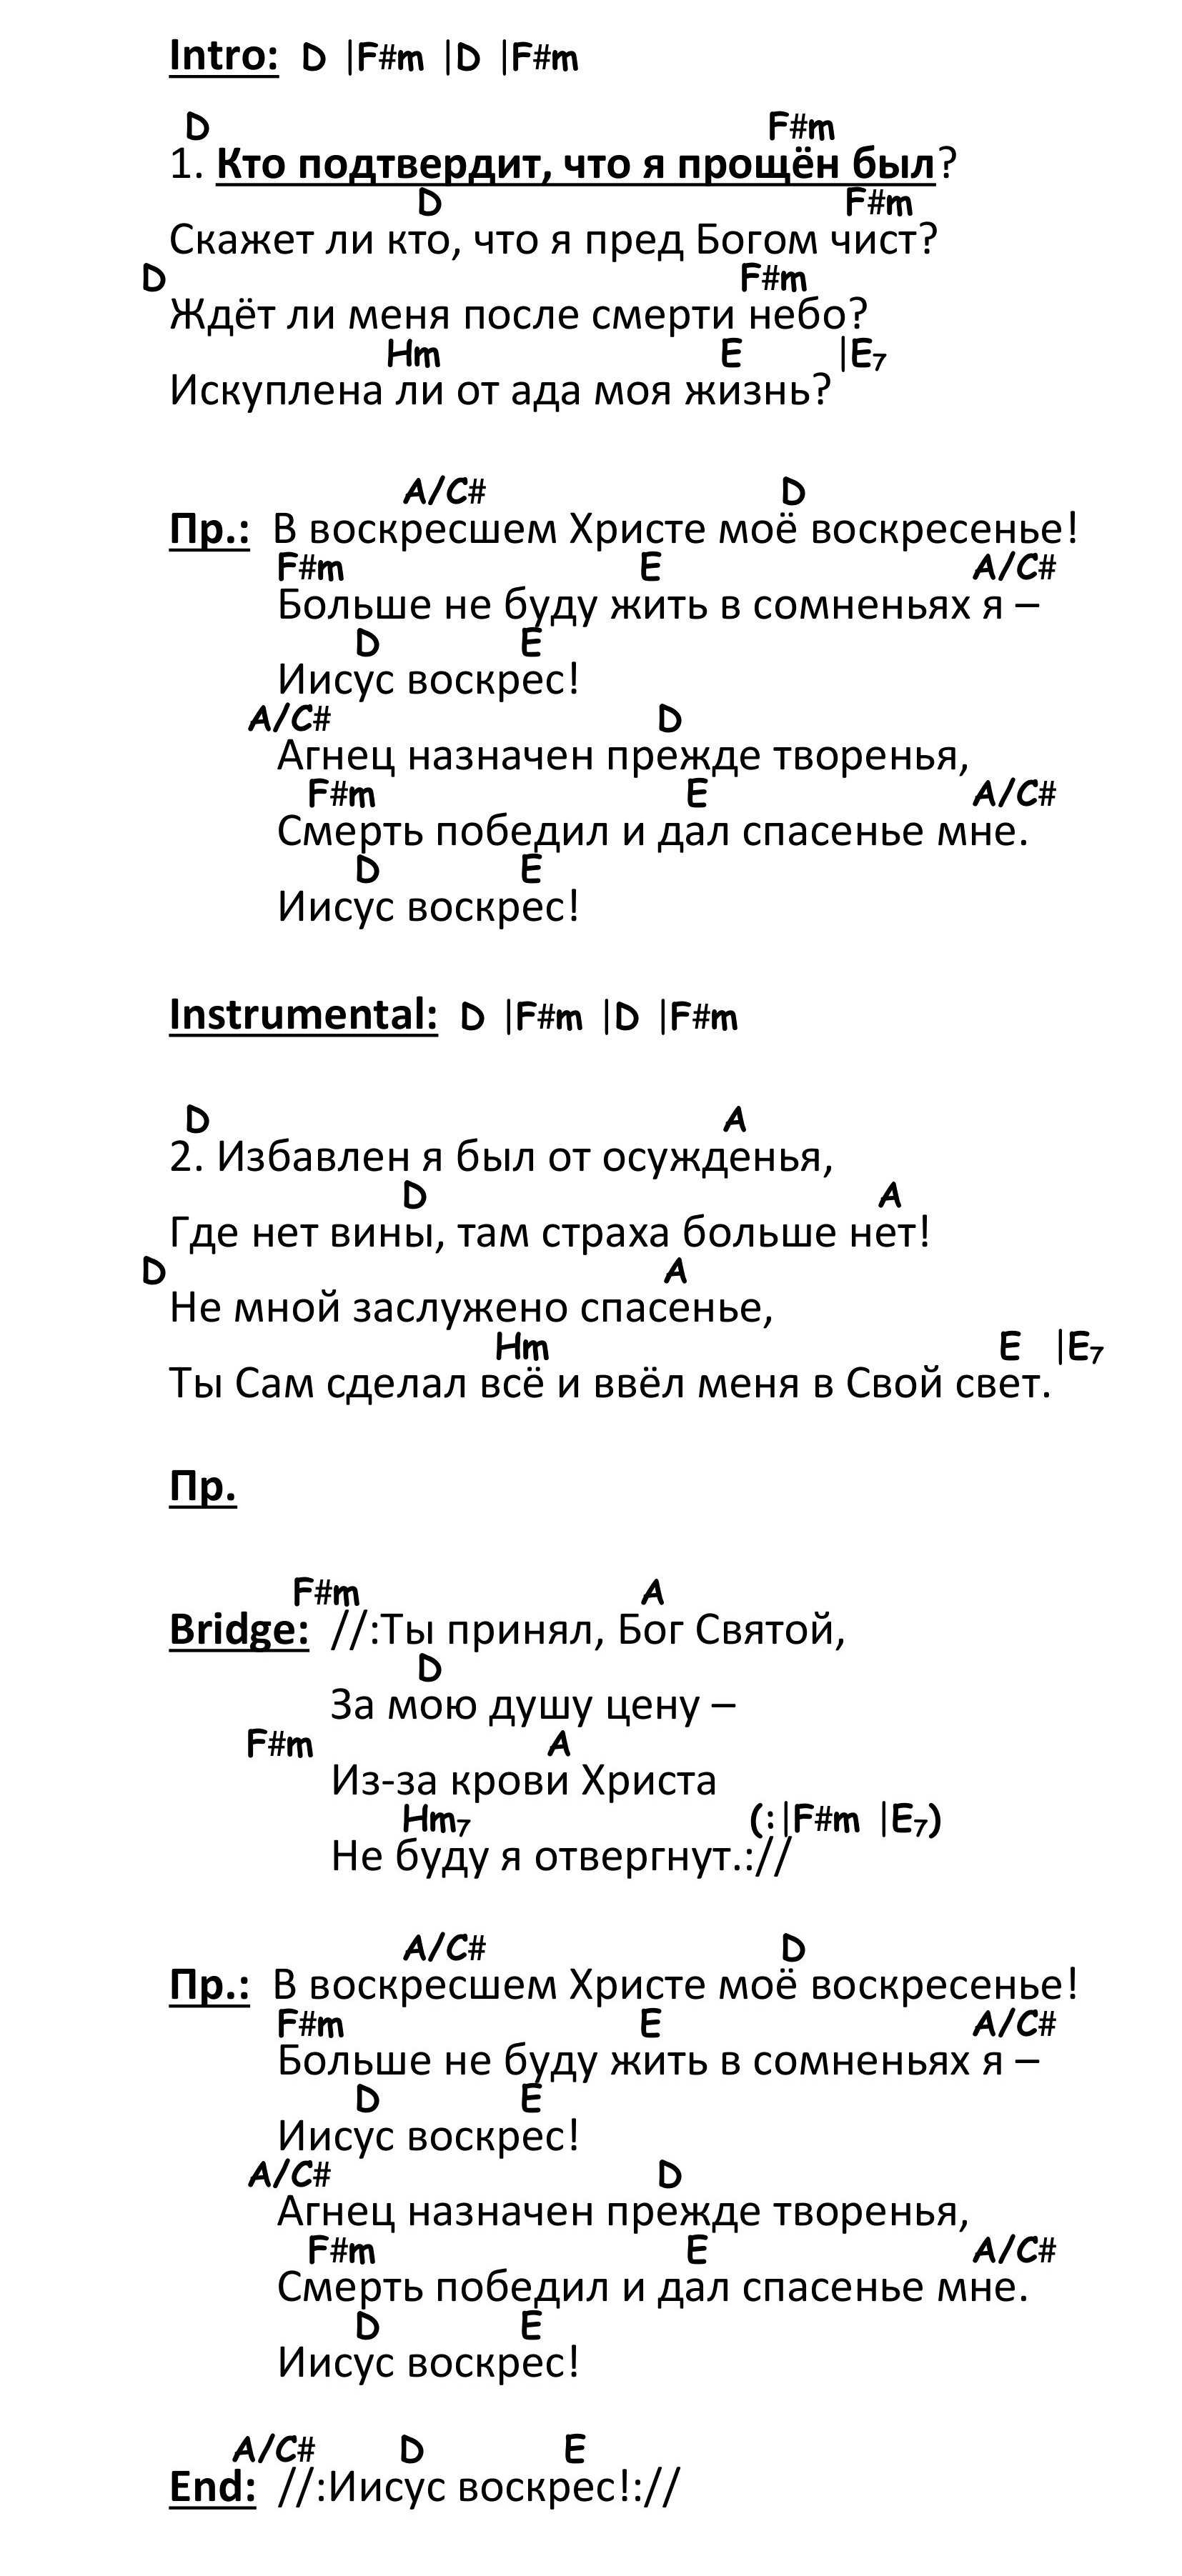 Intro: D |F#m |D |F#m
D F#m
1. Кто подтвердит, что я прощён был?
D F#m
Скажет ли кто, что я пред Богом чист?
D F#m
Ждёт ли меня после смерти небо?
Hm E |E7
Искуплена ли от ада моя жизнь?
A/C# D
Пр.: В воскресшем Христе моё воскресенье!
F#m E A/C#
Больше не буду жить в сомненьях я –
D E
Иисус воскрес!
A/C# D
Агнец назначен прежде творенья,
F#m E A/C#
Смерть победил и дал спасенье мне.
D E
Иисус воскрес!
Instrumental: D |F#m |D |F#m
D A
2. Избавлен я был от осужденья,
D A
Где нет вины, там страха больше нет!
D A
Не мной заслужено спасенье,
Hm E |E7
Ты Сам сделал всё и ввёл меня в Свой свет.
Пр.
F#m A
Bridge: //:Ты принял, Бог Святой,
D
За мою душу цену –
F#m A
Из-за крови Христа
Hm7 (:|F#m |E7)
Не буду я отвергнут.://
A/C# D
Пр.: В воскресшем Христе моё воскресенье!
F#m E A/C#
Больше не буду жить в сомненьях я –
D E
Иисус воскрес!
A/C# D
Агнец назначен прежде творенья,
F#m E A/C#
Смерть победил и дал спасенье мне.
D E
Иисус воскрес!
A/C# D E
End: //:Иисус воскрес!://